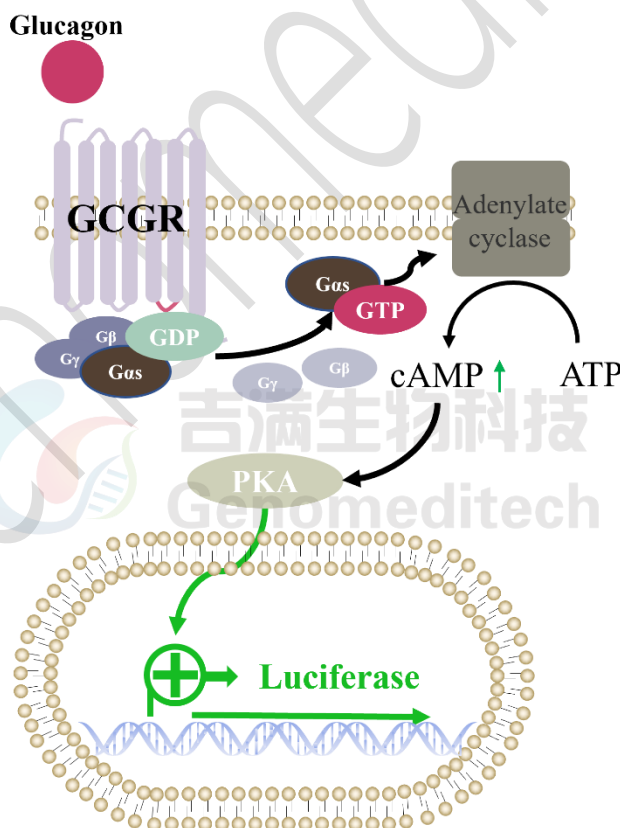 Glucagon
GCGR
Adenylate
cyclase
Gαs
GTP
Gβ
GDP
Gγ
Gαs
Gβ
Gγ
cAMP
ATP
吉满生物科技
PKA
Genomeditech
Luciferase